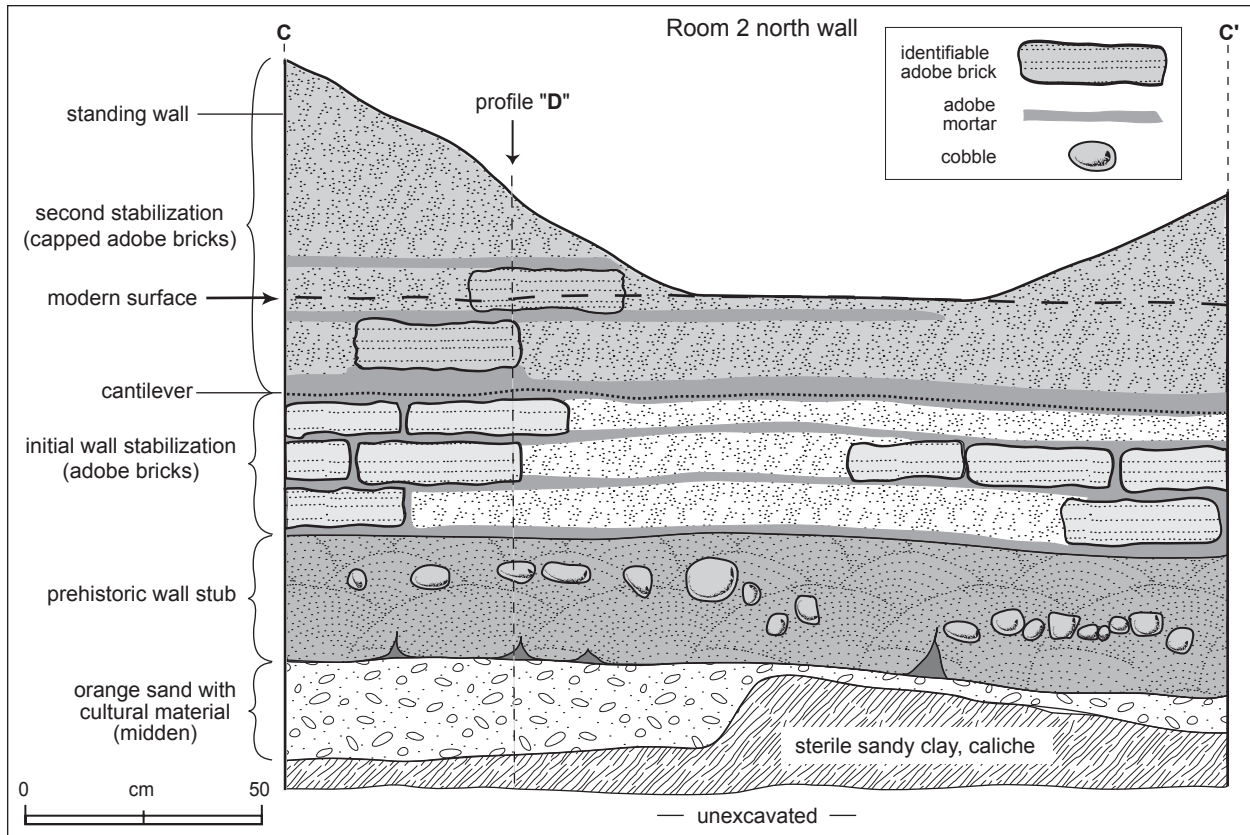 Room 2 north wall
C
C'
identifiable
adobe brick
adobe
mortar
cobble
profile "D"
standing wall
second stabilization
(capped adobe bricks)
modern surface
cantilever
initial wall stabilization
(adobe bricks)
prehistoric wall stub
orange sand with
cultural material
(midden)
sterile sandy clay, caliche
0 cm 50
unexcavated